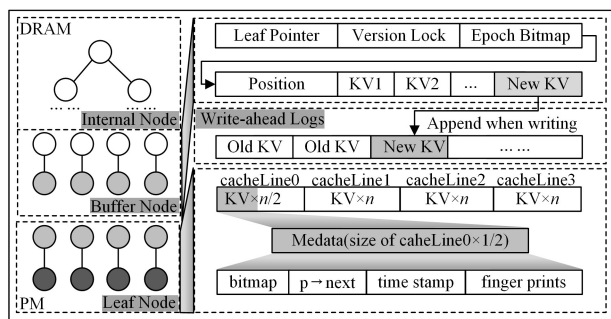 DRAM
... ... ... ...
Internal Node
Buffer Node
Leaf Node
PM
Leaf Pointer Version Lock Epoch Bitmap
Position KV1 KV2 ... New KV
Write-ahead Logs
Append when writing
Old KV Old KV New KV ... ...
cacheLine0 cacheLine1 cacheLine2 cacheLine3
KV×n/2 KV×n KV×n KV×n
Medata(size of caheLine0×1/2)
bitmap p→next time stamp finger prints